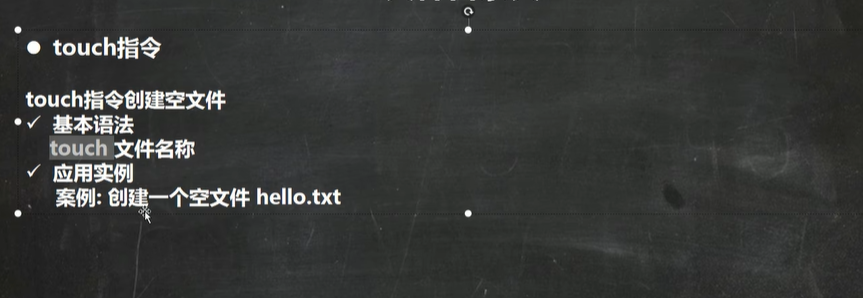 ● touch指令
touch指令创建空文件
✓ 基本语法
touch 文件名称
✓ 应用实例
案例: 创建一个空文件 hello.txt